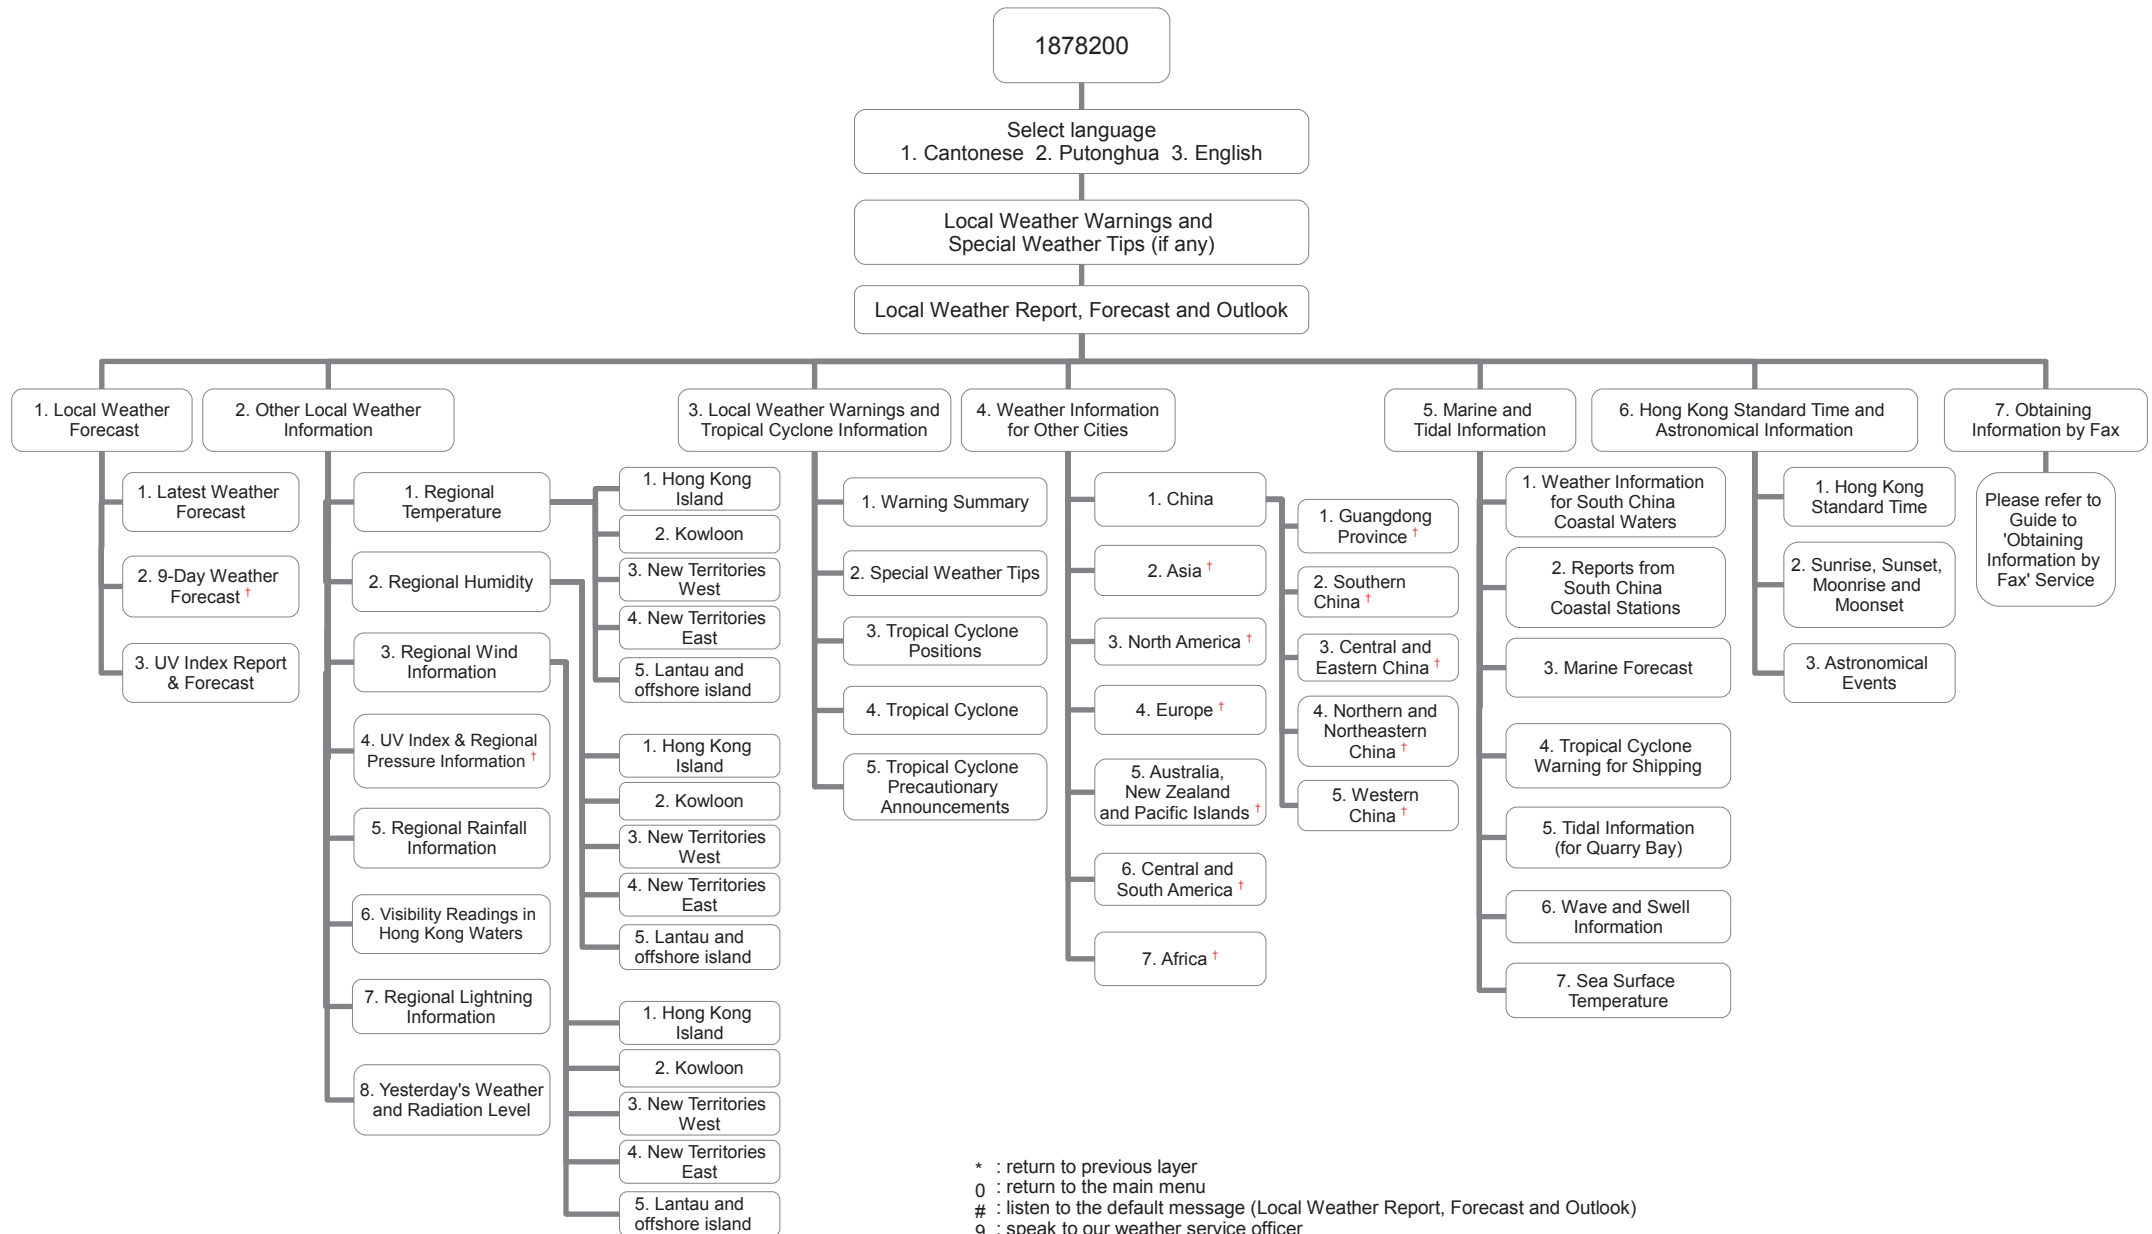 1878200
Select language
1. Cantonese 2. Putonghua 3. English
Local Weather Warnings and
Special Weather Tips (if any)
Local Weather Report, Forecast and Outlook
1. Local Weather
Forecast
1. Latest Weather
Forecast
2. 9-Day Weather
Forecast †
3. UV Index Report
& Forecast
2. Other Local Weather
Information
1. Regional
Temperature
1. Hong Kong
Island
2. Kowloon
3. New Territories
West
4. New Territories
East
5. Lantau and
offshore island
2. Regional Humidity
1. Hong Kong
Island
2. Kowloon
3. New Territories
West
4. New Territories
East
5. Lantau and
offshore island
3. Regional Wind
Information
1. Hong Kong
Island
2. Kowloon
3. New Territories
West
4. New Territories
East
5. Lantau and
offshore island
4. UV Index & Regional
Pressure Information †
5. Regional Rainfall
Information
6. Visibility Readings in
Hong Kong Waters
7. Regional Lightning
Information
8. Yesterday's Weather
and Radiation Level
3. Local Weather Warnings and
Tropical Cyclone Information
1. Warning Summary
2. Special Weather Tips
3. Tropical Cyclone
Positions
4. Tropical Cyclone
5. Tropical Cyclone
Precautionary
Announcements
4. Weather Information
for Other Cities
1. China
1. Guangdong
Province †
2. Southern
China †
3. Central and
Eastern China †
4. Northern and
Northeastern
China †
5. Western
China †
2. Asia †
3. North America †
4. Europe †
5. Australia,
New Zealand
and Pacific Islands †
6. Central and
South America †
7. Africa †
5. Marine and
Tidal Information
1. Weather Information
for South China
Coastal Waters
2. Reports from
South China
Coastal Stations
3. Marine Forecast
4. Tropical Cyclone
Warning for Shipping
5. Tidal Information
(for Quarry Bay)
6. Wave and Swell
Information
7. Sea Surface
Temperature
6. Hong Kong Standard Time and
Astronomical Information
1. Hong Kong
Standard Time
2. Sunrise, Sunset,
Moonrise and
Moonset
3. Astronomical
Events
7. Obtaining
Information by Fax
Please refer to
Guide to
'Obtaining
Information by
Fax' Service
* : return to previous layer
0 : return to the main menu
# : listen to the default message (Local Weather Report, Forecast and Outlook)
9 : speak to our weather service officer